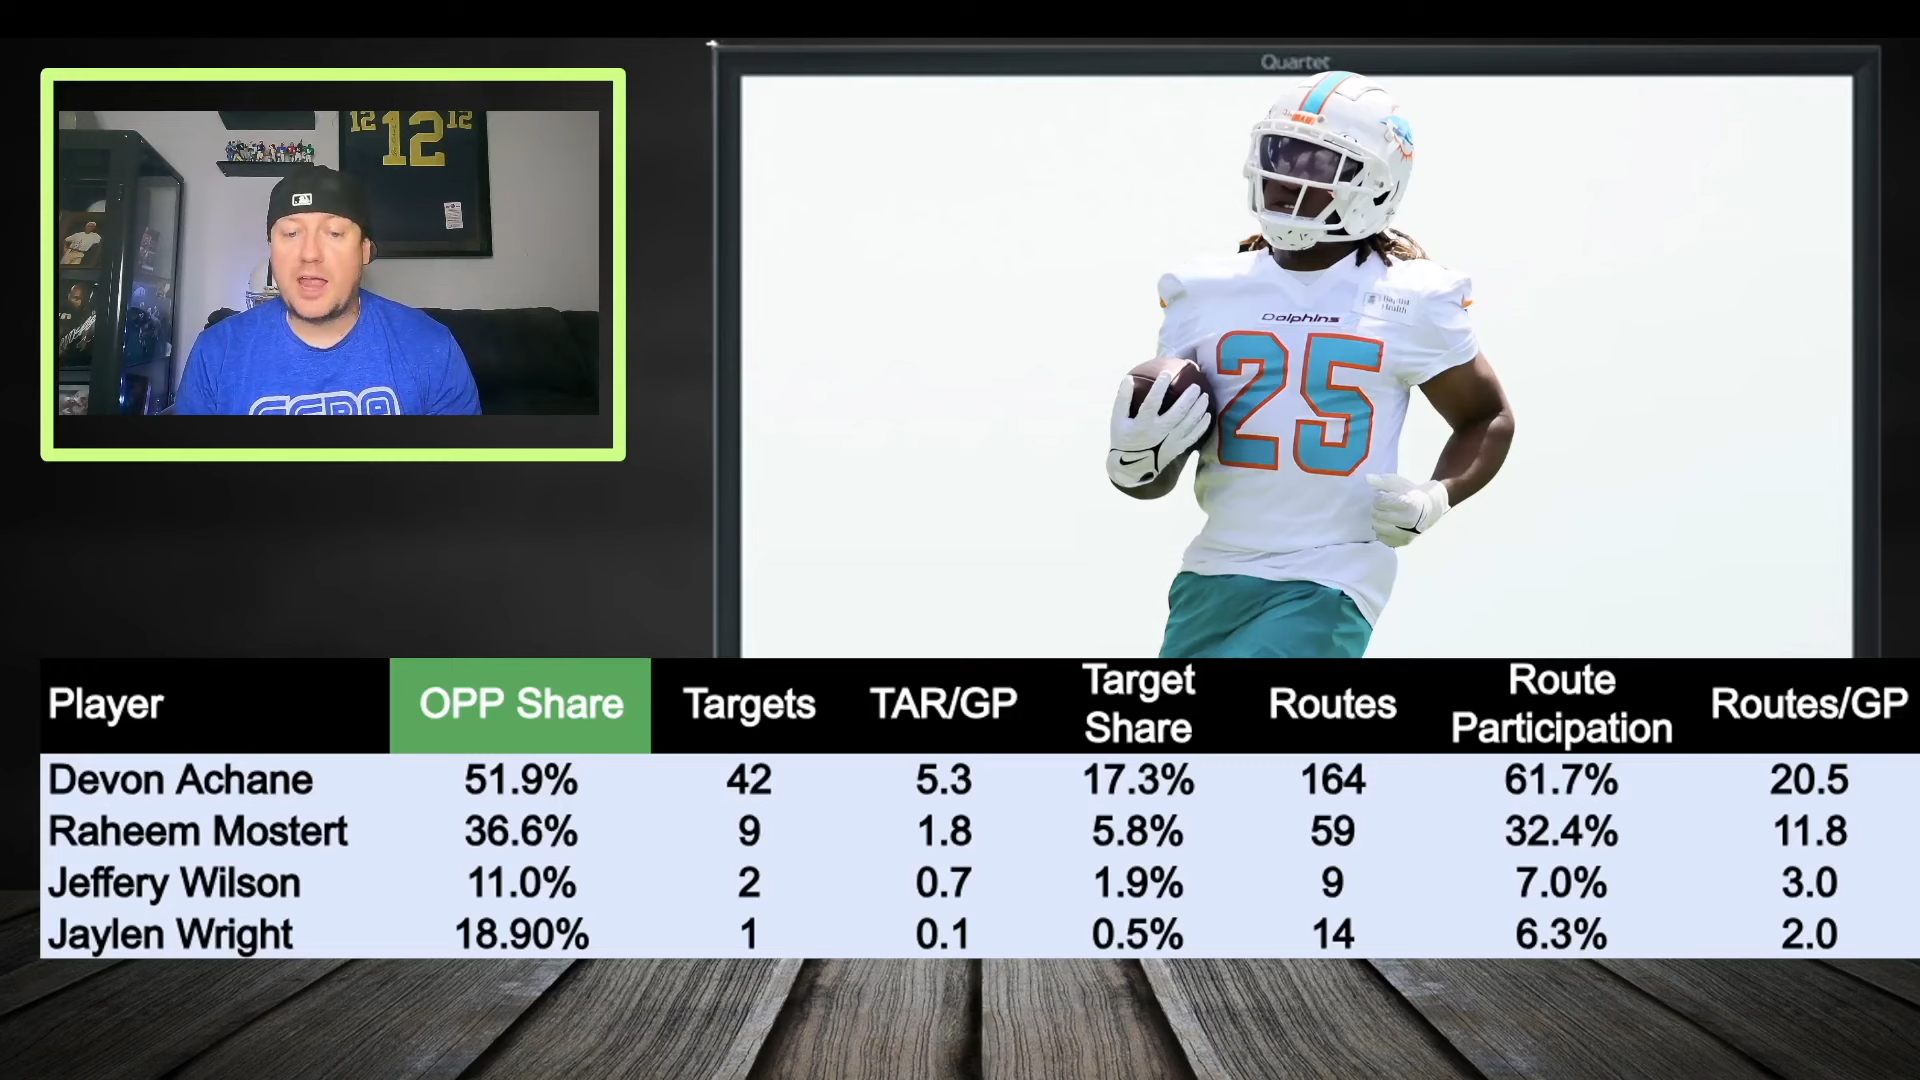 Quartet
12 12 12
Dolphins
Baptist
Health
25
Player OPP Share Targets TAR/GP Target Share Routes Route Participation Routes/GP
Devon Achane 51.9% 42 5.3 17.3% 164 61.7% 20.5
Raheem Mostert 36.6% 9 1.8 5.8% 59 32.4% 11.8
Jeffery Wilson 11.0% 2 0.7 1.9% 9 7.0% 3.0
Jaylen Wright 18.90% 1 0.1 0.5% 14 6.3% 2.0